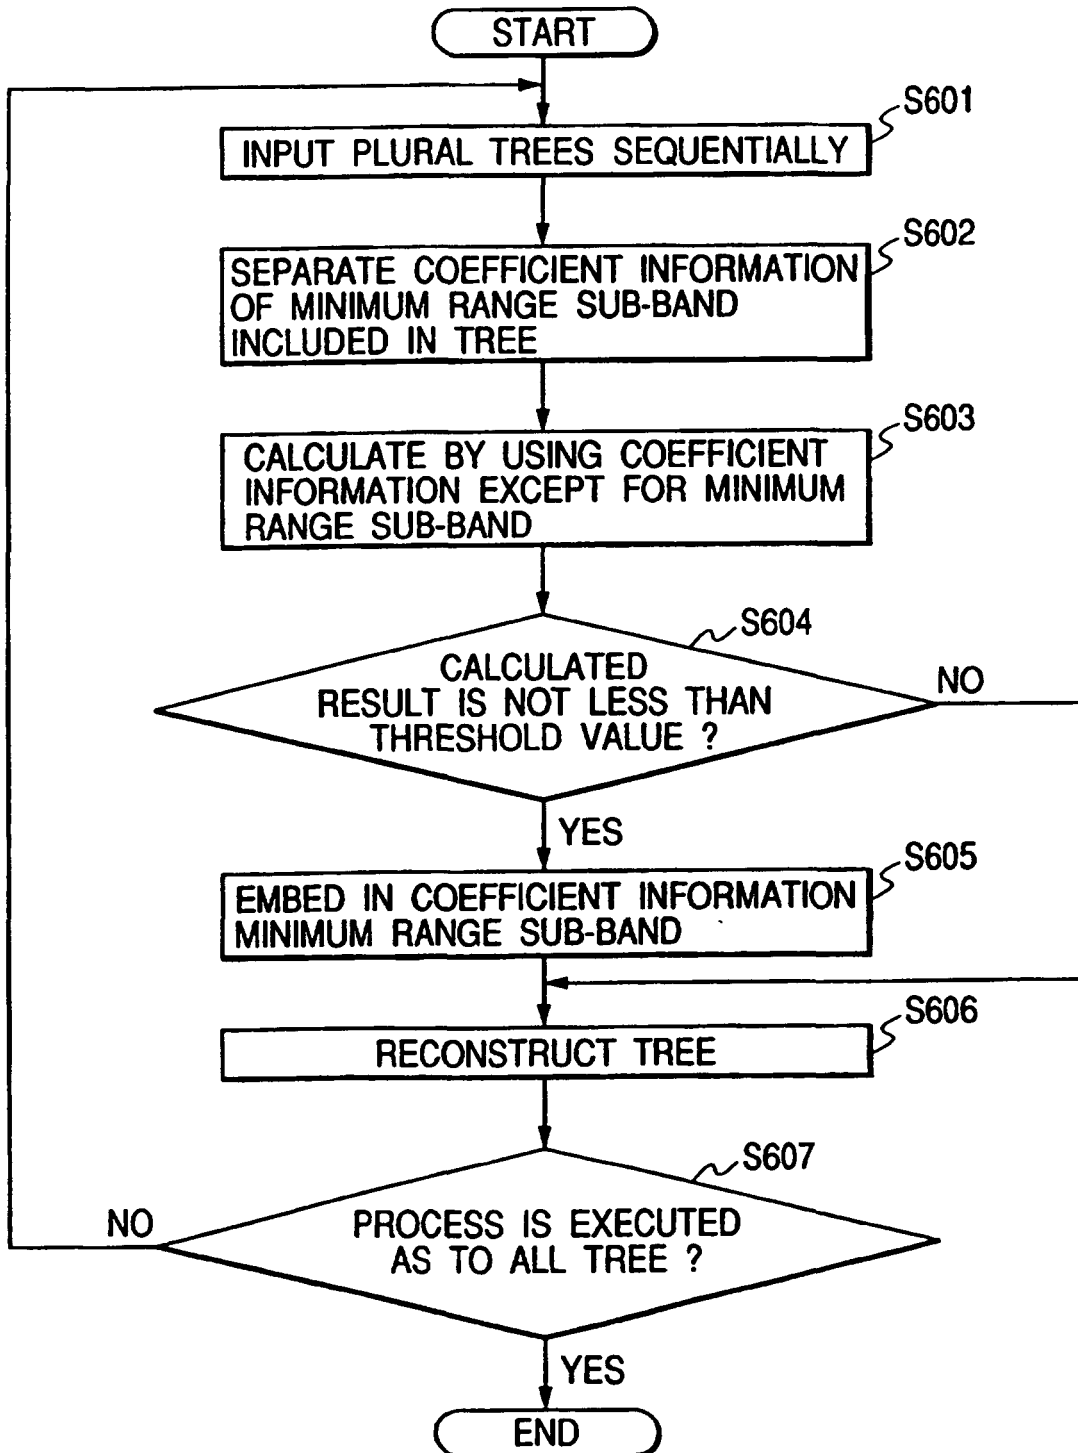 START
S601
INPUT PLURAL TREES SEQUENTIALLY
S602
SEPARATE COEFFICIENT INFORMATION
OF MINIMUM RANGE SUB-BAND
INCLUDED IN TREE
S603
CALCULATE BY USING COEFFICIENT
INFORMATION EXCEPT FOR MINIMUM
RANGE SUB-BAND
S604
CALCULATED
RESULT IS NOT LESS THAN
THRESHOLD VALUE ?
NO
YES
S605
EMBED IN COEFFICIENT INFORMATION
MINIMUM RANGE SUB-BAND
S606
RECONSTRUCT TREE
S607
PROCESS IS EXECUTED
AS TO ALL TREE ?
NO
YES
END